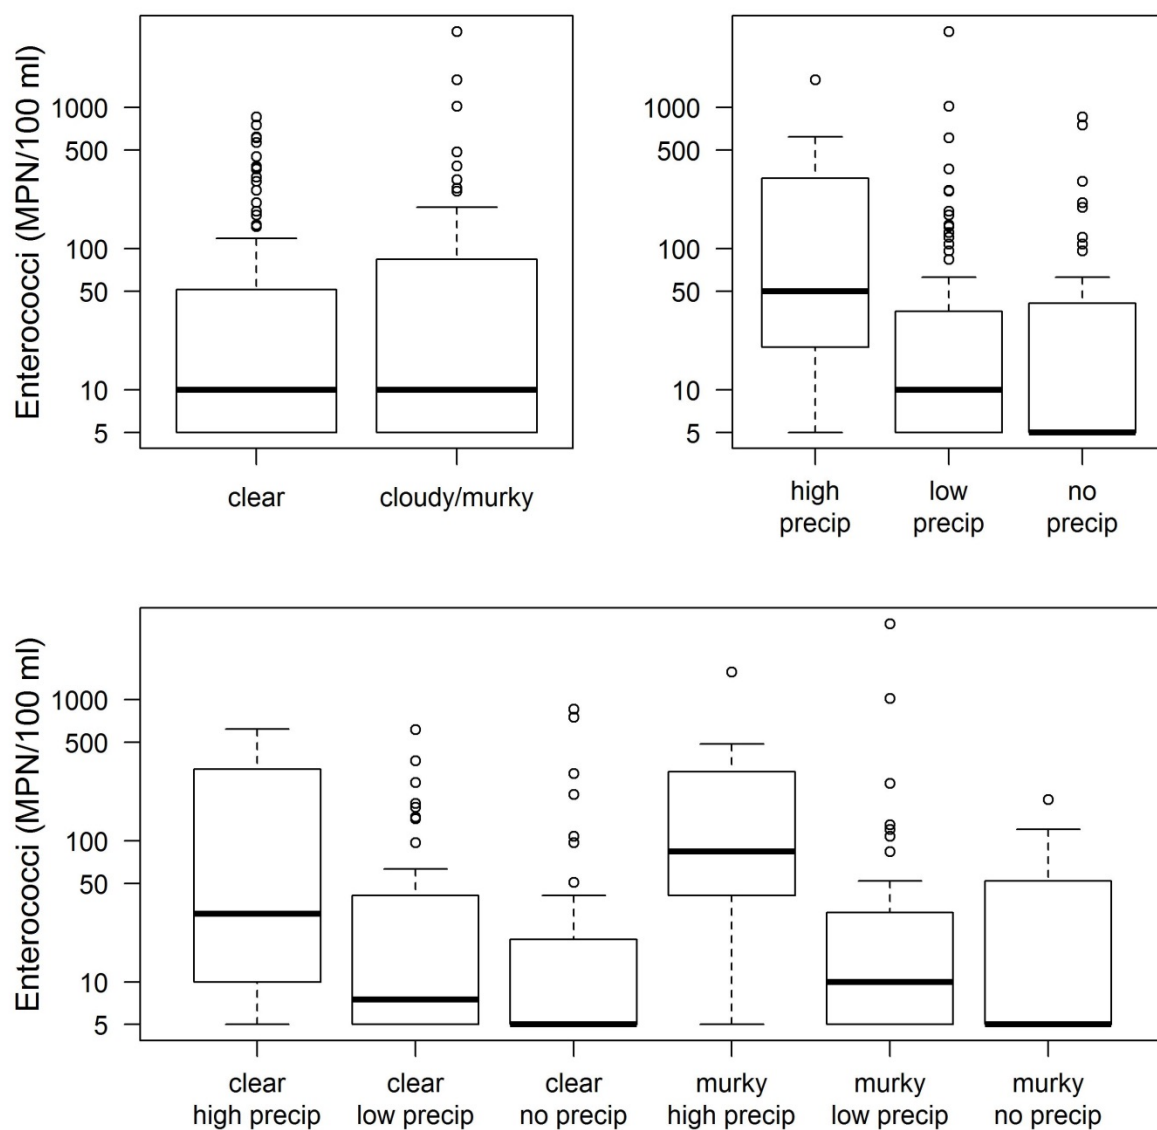 Enterococci (MPN/100 ml)
1000
500
100
50
10
5
clear
cloudy/murky
1000
500
100
50
10
5
high
precip
low
precip
no
precip
Enterococci (MPN/100 ml)
1000
500
100
50
10
5
clear
high precip
clear
low precip
clear
no precip
murky
high precip
murky
low precip
murky
no precip